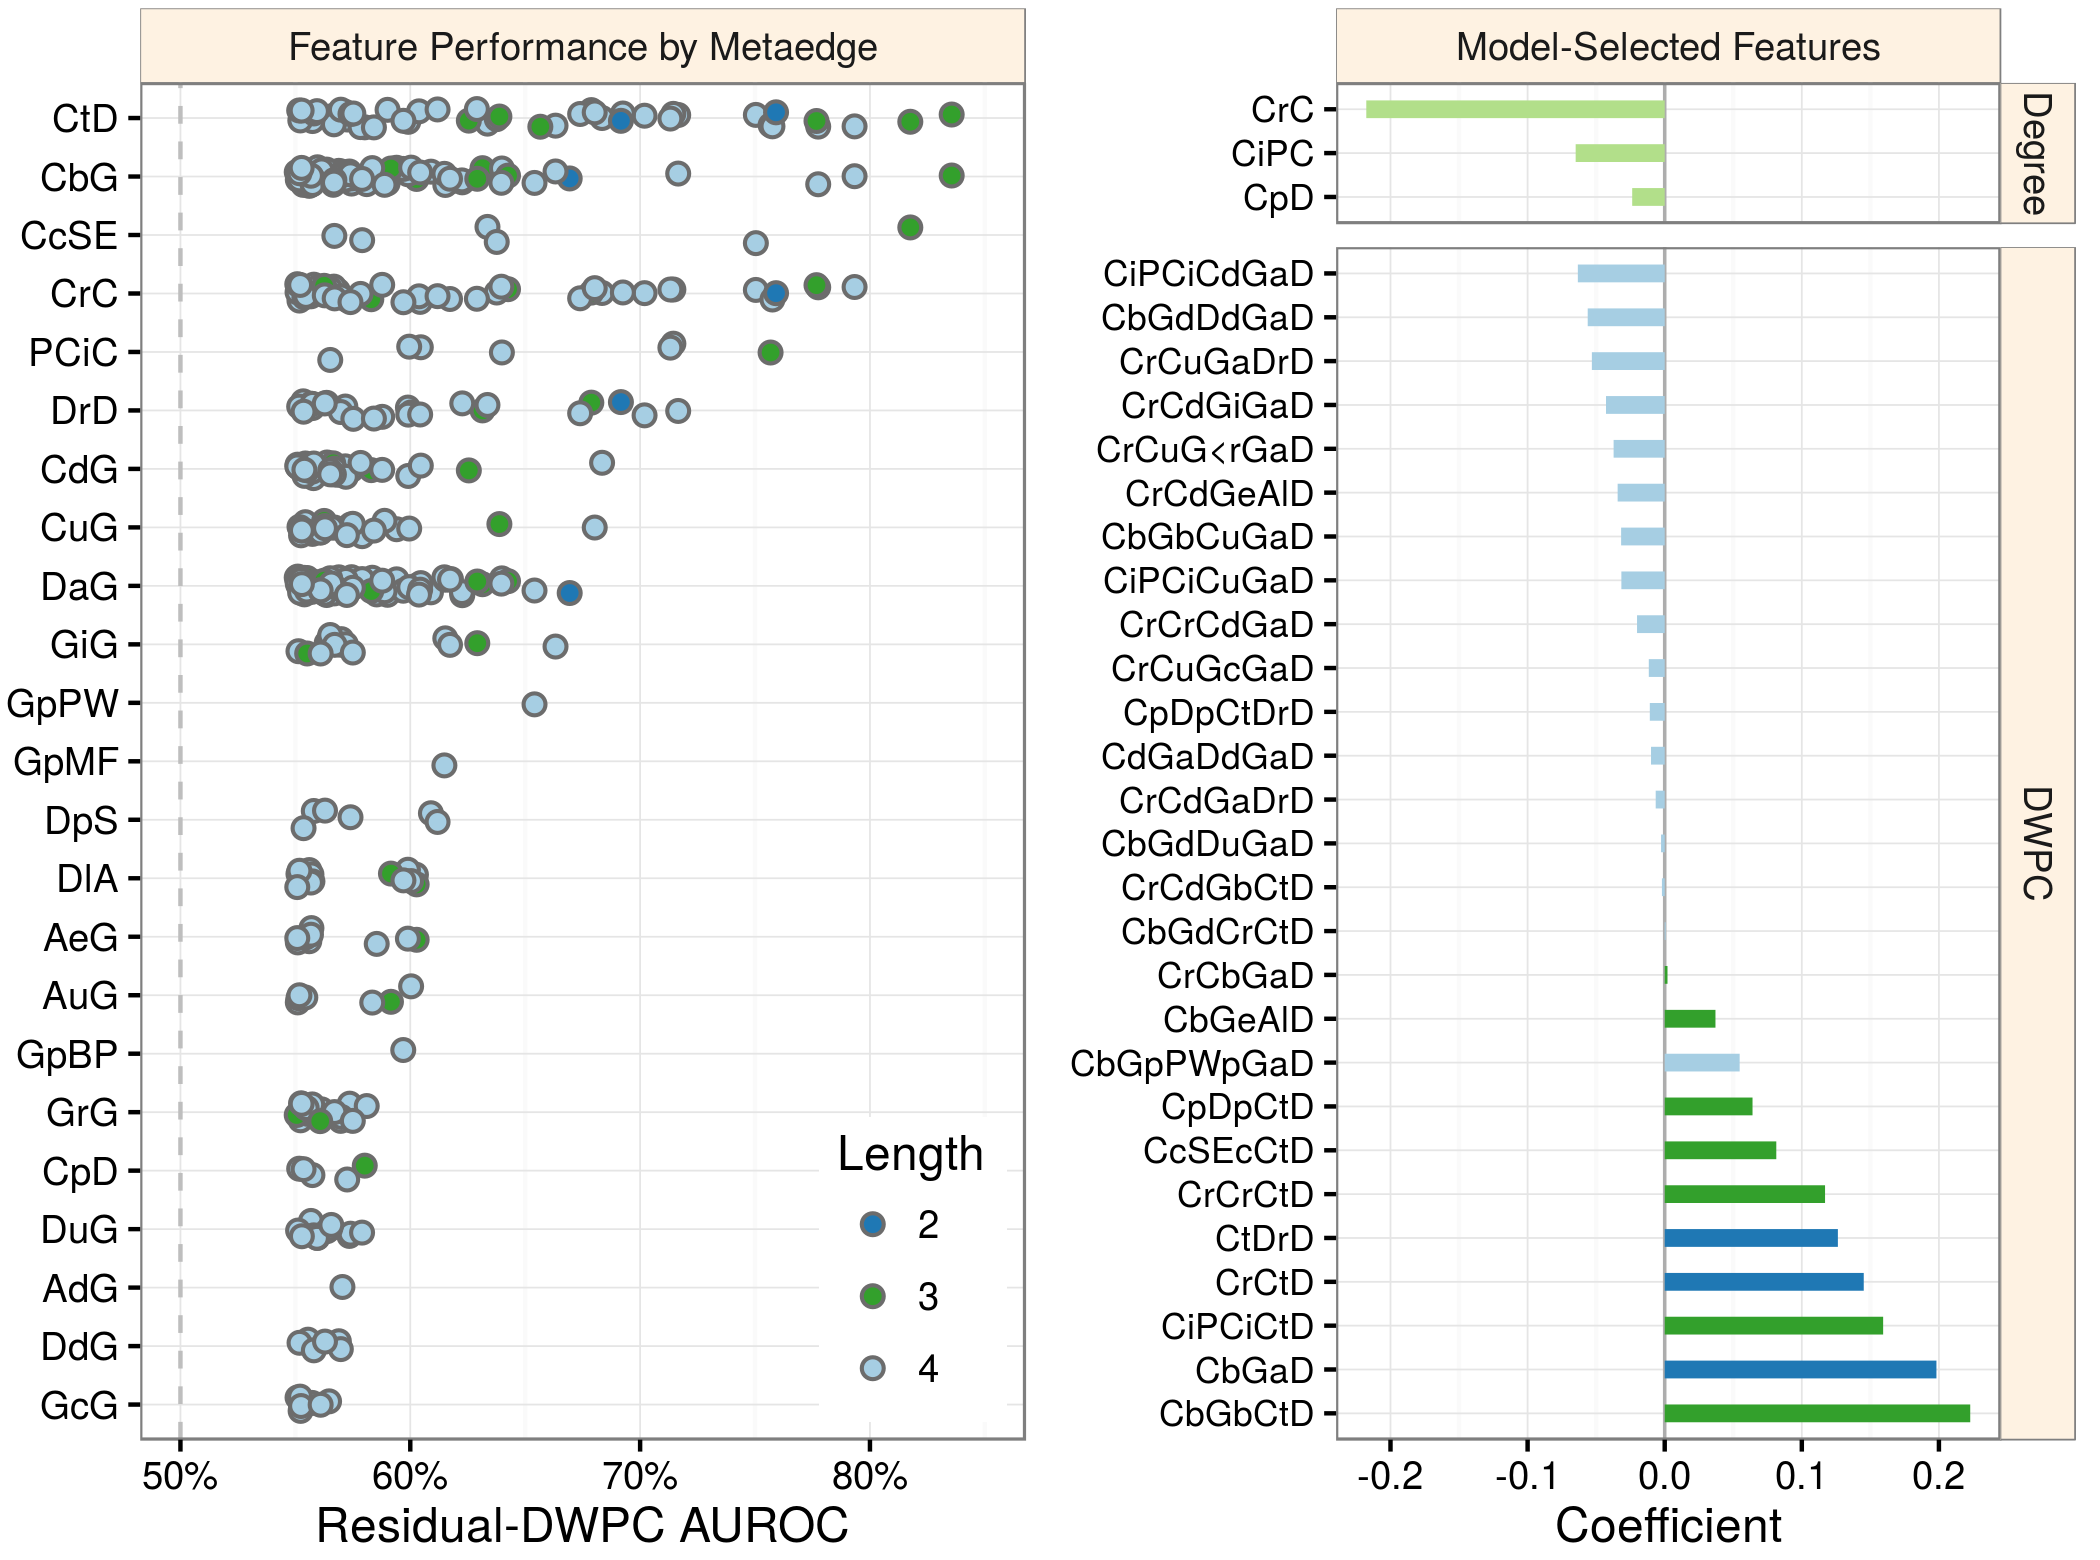 Feature Performance by Metaedge
CtD
CbG
CcSE
CrC
PCiC
DrD
CdG
CuG
DaG
GiG
GpPW
GpMF
DpS
DlA
AeG
AuG
GpBP
GrG
CpD
DuG
AdG
DdG
GcG
Length
2
3
4
50%
60%
70%
80%
Residual-DWPC AUROC
Model-Selected Features
CrC
CiPC
CpD
Degree
CiPCiCdGaD
CbGdDdGaD
CrCuGaDrD
CrCdGiGaD
CrCuG<rGaD
CrCdGeAlD
CbGbCuGaD
CiPCiCuGaD
CrCrCdGaD
CrCuGcGaD
CpDpCtDrD
CdGaDdGaD
CrCdGaDrD
CbGdDuGaD
CrCdGbCtD
CbGdCrCtD
CrCbGaD
CbGeAlD
CbGpPWpGaD
CpDpCtD
CcSEcCtD
CrCrCtD
CtDrD
CrCtD
CiPCiCtD
CbGaD
CbGbCtD
DWPC
-0.2
-0.1
0.0
0.1
0.2
Coefficient